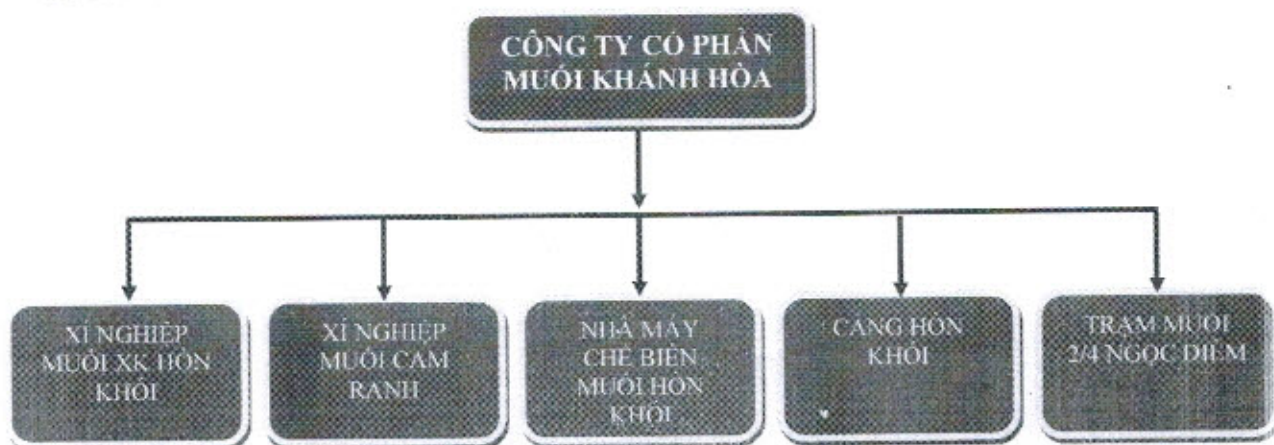 CÔNG TY CỔ PHẦN
MUỐI KHÁNH HÒA
XÍ NGHIỆP
MUỐI XK HÒN
KHÓI
XÍ NGHIỆP
MUỐI CAM
RANH
NHÀ MÁY
CHẾ BIẾN
MUỐI HÒN
KHÓI
CẢNG HÒN
KHÓI
TRẠM MUỐI
2/4 NGỌC DIÊM